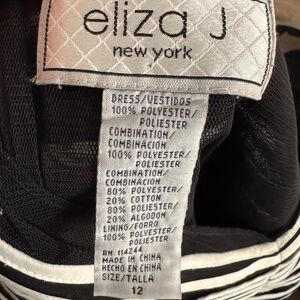 eliza J
new york
DRESS/VESTIDOS
100% POLYESTER/
POLIESTER
COMBINATION/
COMBINACION
100% POLYESTER/
POLIESTER
COMBINATION/
COMBINACION
80% POLYESTER/
20% COTTON
80% POLIESTER/
20% ALGODON
LINING/FORRO
100% POLYESTER/
POLIESTER
RN 114244
MADE IN CHINA
HECHO EN CHINA
SIZE/TALLA
12